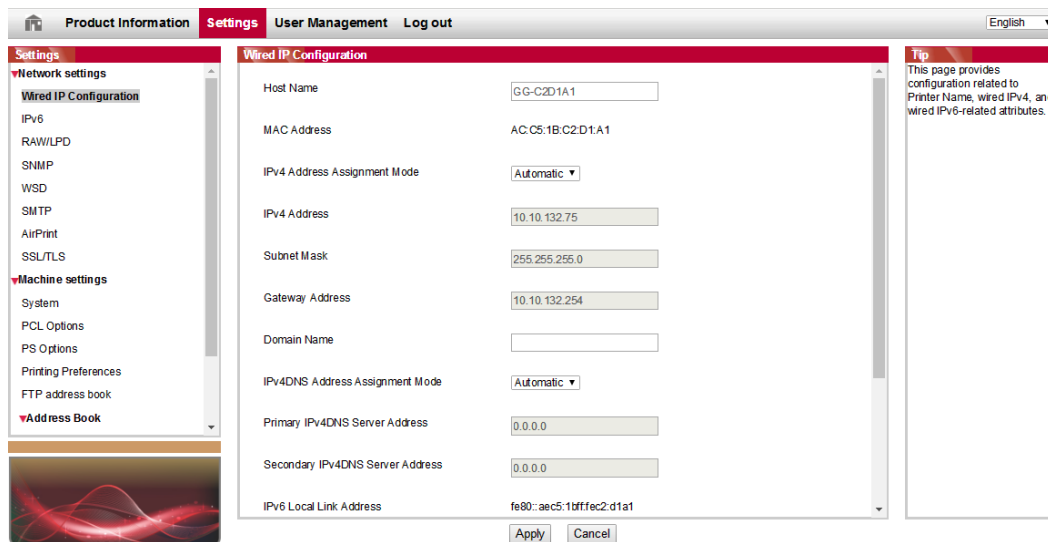 Product Information Settings User Management Log out English
Settings
Network settings
Wired IP Configuration
IPv6
RAW/LPD
SNMP
WSD
SMTP
AirPrint
SSL/TLS
Machine settings
System
PCL Options
PS Options
Printing Preferences
FTP address book
Address Book
Wired IP Configuration
Host Name GG-C2D1A1
MAC Address AC:C5:1B:C2:D1:A1
IPv4 Address Assignment Mode Automatic
IPv4 Address 10.10.132.75
Subnet Mask 255.255.255.0
Gateway Address 10.10.132.254
Domain Name
IPv4DNS Address Assignment Mode Automatic
Primary IPv4DNS Server Address 0.0.0.0
Secondary IPv4DNS Server Address 0.0.0.0
IPv6 Local Link Address fe80::aec5:1bff:fec2:d1a1
Apply Cancel
Tip
This page provides
configuration related to
Printer Name, wired IPv4, an
wired IPv6-related attributes.